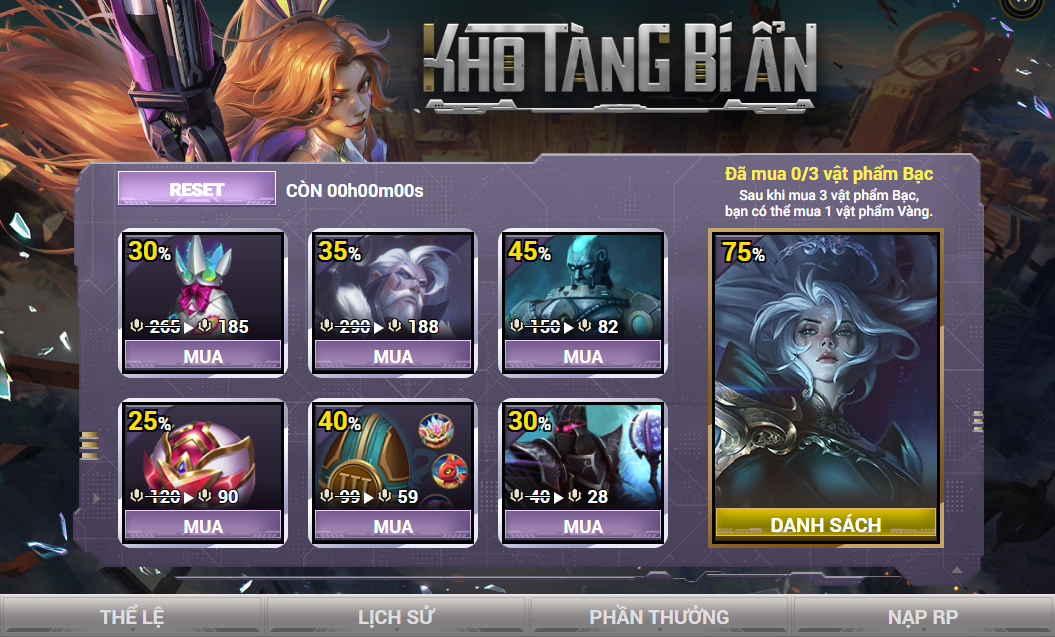 KHO TÀNG BÍ ẨN
RESET
CÒN 00h00m00s
Đã mua 0/3 vật phẩm Bạc
Sau khi mua 3 vật phẩm Bạc,
bạn có thể mua 1 vật phẩm Vàng.
30%
265 ▶ 185
MUA
35%
290 ▶ 188
MUA
45%
150 ▶ 82
MUA
75%
DANH SÁCH
25%
120 ▶ 90
MUA
40%
III
99 ▶ 59
MUA
30%
40 ▶ 28
MUA
THỂ LỆ
LỊCH SỬ
PHẦN THƯỞNG
NẠP RP